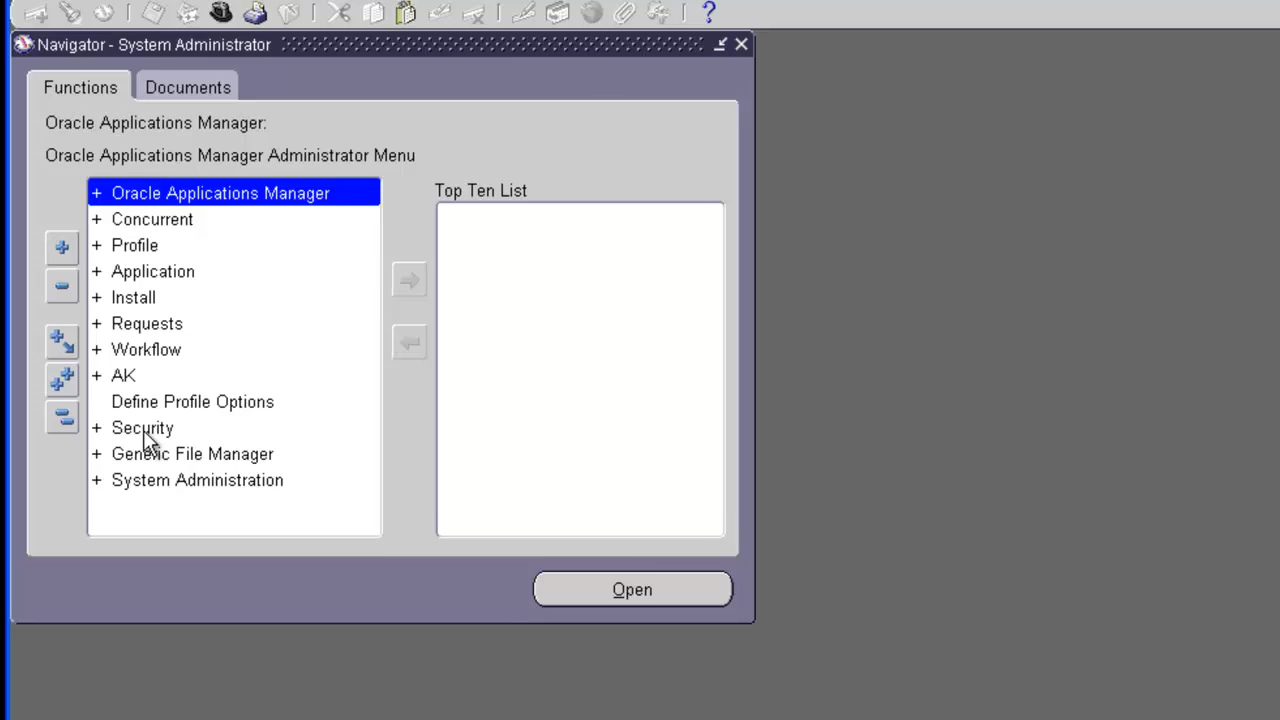 Navigator - System Administrator
Functions
Documents
Oracle Applications Manager:
Oracle Applications Manager Administrator Menu
Top Ten List
+ Oracle Applications Manager
+ Concurrent
+ Profile
+ Application
+ Install
+ Requests
+ Workflow
+ AK
Define Profile Options
+ Security
+ Generic File Manager
+ System Administration
Open